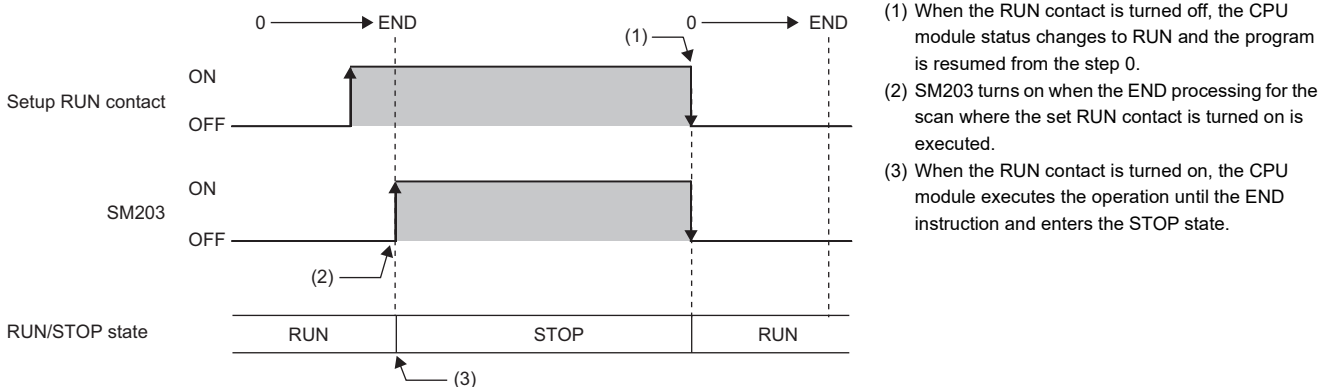 0 END
(1)
0 END
Setup RUN contact
ON
OFF
SM203
ON
OFF
(2)
RUN/STOP state
RUN
STOP
RUN
(3)
(1) When the RUN contact is turned off, the CPU
module status changes to RUN and the program
is resumed from the step 0.
(2) SM203 turns on when the END processing for the
scan where the set RUN contact is turned on is
executed.
(3) When the RUN contact is turned on, the CPU
module executes the operation until the END
instruction and enters the STOP state.